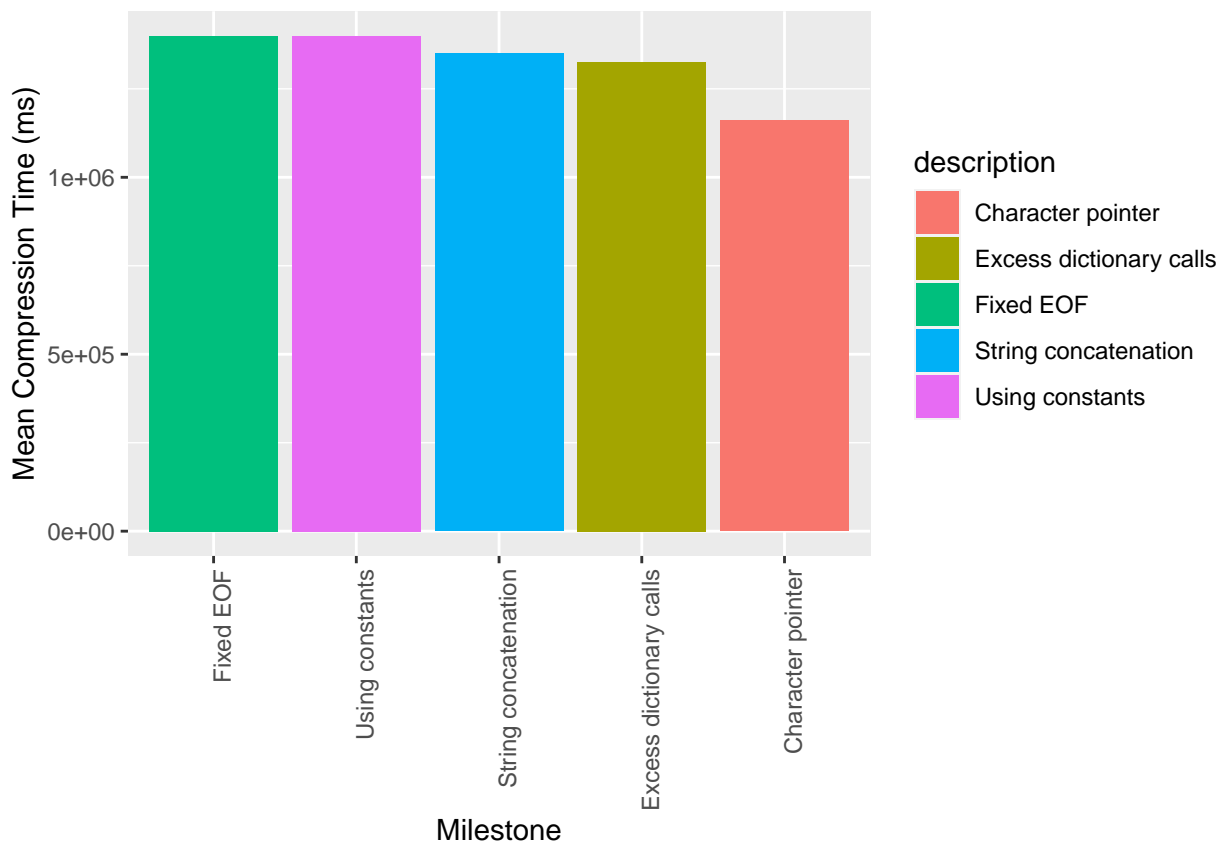 Mean Compression Time (ms)
1e+06
5e+05
0e+00
Fixed EOF
Using constants
String concatenation
Excess dictionary calls
Character pointer
Milestone
description
Character pointer
Excess dictionary calls
Fixed EOF
String concatenation
Using constants